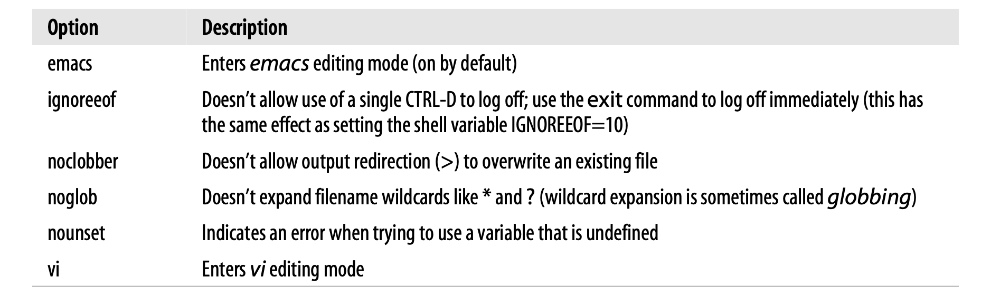 Option Description
emacs Enters emacs editing mode (on by default)
ignoreeof Doesn’t allow use of a single CTRL-D to log off; use the exit command to log off immediately (this has
the same effect as setting the shell variable IGNOREEOF=10)
noclobber Doesn’t allow output redirection (>) to overwrite an existing file
noglob Doesn’t expand filename wildcards like * and ? (wildcard expansion is sometimes called globbing)
nounset Indicates an error when trying to use a variable that is undefined
vi Enters vi editing mode